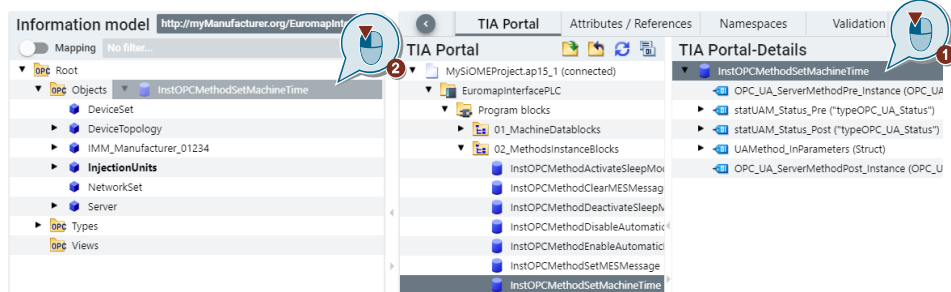 Information model
http://myManufacturer.org/EuromapInte
Mapping
No filter...
Root
Objects
InstOPCMethodSetMachineTime
DeviceSet
DeviceTopology
IMM_Manufacturer_01234
InjectionUnits
NetworkSet
Server
Types
Views
2
TIA Portal
Attributes / References
Namespaces
Validation
TIA Portal
MySiOMEProject.ap15_1 (connected)
EuromapInterfacePLC
Program blocks
01_MachineDatablocks
02_MethodsInstanceBlocks
InstOPCMethodActivateSleepMo
InstOPCMethodClearMESMessag
InstOPCMethodDeactivateSleepM
InstOPCMethodDisableAutomatic
InstOPCMethodEnableAutomatic
InstOPCMethodSetMESMessage
InstOPCMethodSetMachineTime
TIA Portal-Details
1
InstOPCMethodSetMachineTime
OPC_UA_ServerMethodPre_Instance (OPC_UA
statUAM_Status_Pre ("typeOPC_UA_Status")
statUAM_Status_Post ("typeOPC_UA_Status")
UAMethod_InParameters (Struct)
OPC_UA_ServerMethodPost_Instance (OPC_U